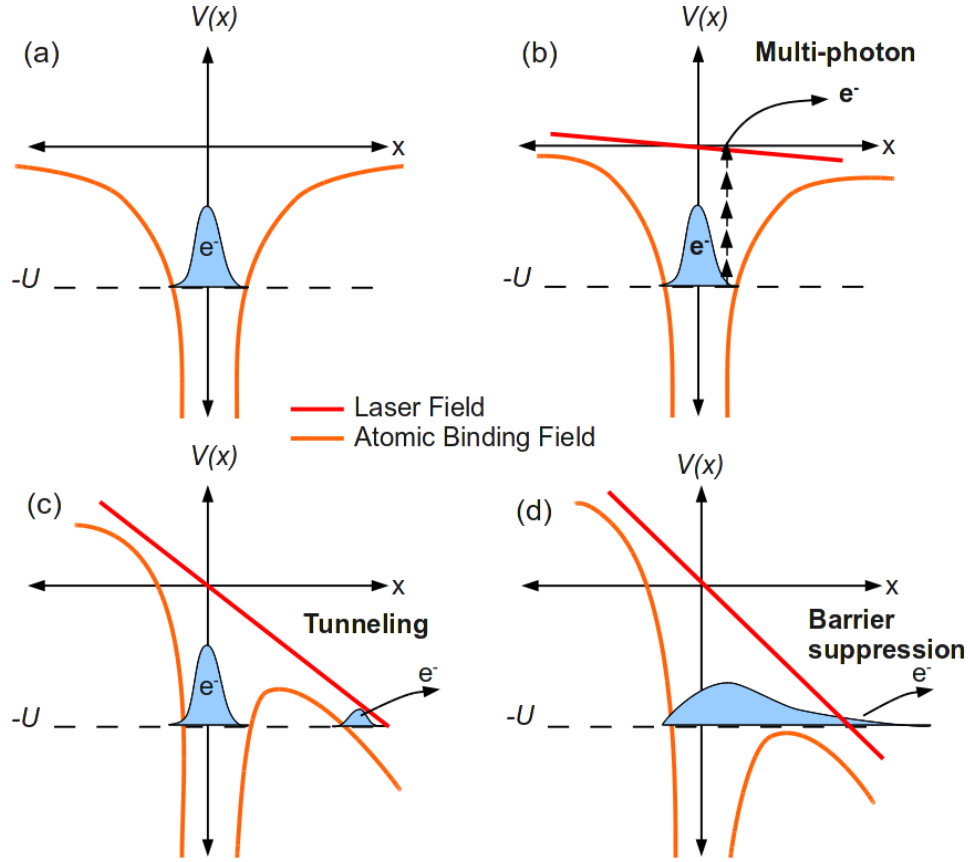 (a)
V(x)
x
e⁻
-U
(b)
V(x)
Multi-photon
e⁻
x
e⁻
-U
Laser Field
Atomic Binding Field
(c)
V(x)
x
Tunneling
e⁻
e⁻
-U
(d)
V(x)
x
Barrier
suppression
e⁻
-U